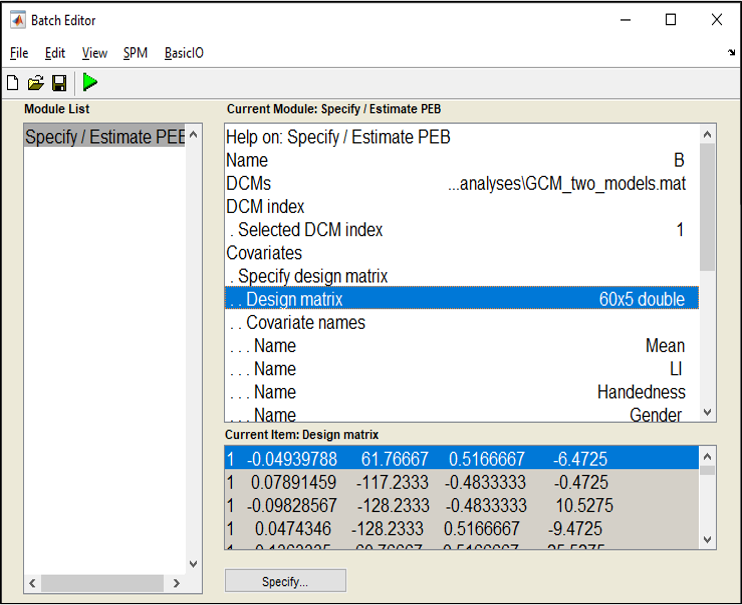 Batch Editor
File Edit View SPM BasicIO
Module List
Specify / Estimate PEB
Current Module: Specify / Estimate PEB
Help on: Specify / Estimate PEB
Name B
DCMs ...analyses\GCM_two_models.mat
DCM index
. Selected DCM index 1
Covariates
. Specify design matrix
. . Design matrix 60x5 double
. . Covariate names
. . . Name Mean
. . . Name LI
. . . Name Handedness
. . . Name Gender
Current Item: Design matrix
1 -0.04939788 61.76667 0.5166667 -6.4725
1 0.07891459 -117.2333 -0.4833333 -0.4725
1 -0.09828567 -128.2333 -0.4833333 10.5275
1 0.0474346 -128.2333 0.5166667 -9.4725
Specify...